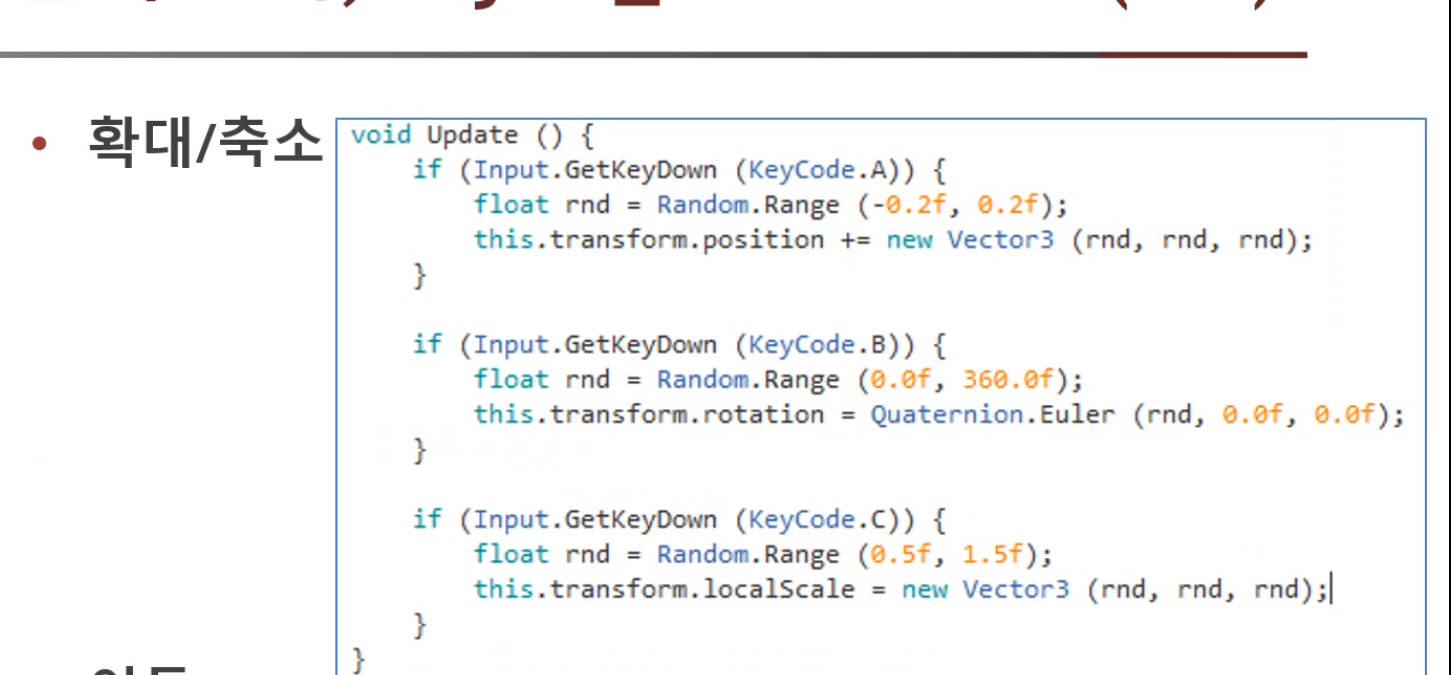 • 확대/축소
void Update () {
    if (Input.GetKeyDown (KeyCode.A)) {
        float rnd = Random.Range (-0.2f, 0.2f);
        this.transform.position += new Vector3 (rnd, rnd, rnd);
    }

    if (Input.GetKeyDown (KeyCode.B)) {
        float rnd = Random.Range (0.0f, 360.0f);
        this.transform.rotation = Quaternion.Euler (rnd, 0.0f, 0.0f);
    }

    if (Input.GetKeyDown (KeyCode.C)) {
        float rnd = Random.Range (0.5f, 1.5f);
        this.transform.localScale = new Vector3 (rnd, rnd, rnd);
    }
}